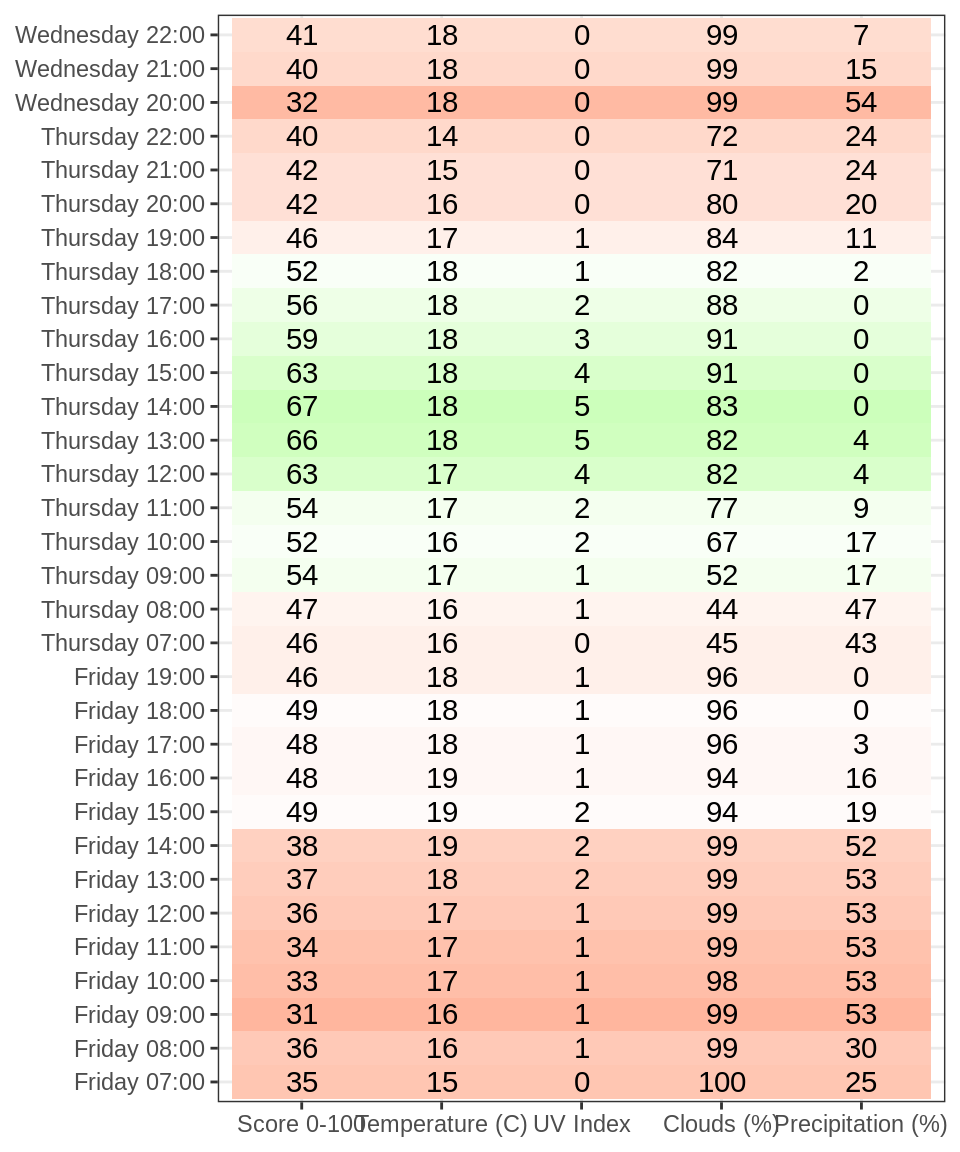 Wednesday 22:00 41 18 0 99 7
Wednesday 21:00 40 18 0 99 15
Wednesday 20:00 32 18 0 99 54
Thursday 22:00 40 14 0 72 24
Thursday 21:00 42 15 0 71 24
Thursday 20:00 42 16 0 80 20
Thursday 19:00 46 17 1 84 11
Thursday 18:00 52 18 1 82 2
Thursday 17:00 56 18 2 88 0
Thursday 16:00 59 18 3 91 0
Thursday 15:00 63 18 4 91 0
Thursday 14:00 67 18 5 83 0
Thursday 13:00 66 18 5 82 4
Thursday 12:00 63 17 4 82 4
Thursday 11:00 54 17 2 77 9
Thursday 10:00 52 16 2 67 17
Thursday 09:00 54 17 1 52 17
Thursday 08:00 47 16 1 44 47
Thursday 07:00 46 16 0 45 43
Friday 19:00 46 18 1 96 0
Friday 18:00 49 18 1 96 0
Friday 17:00 48 18 1 96 3
Friday 16:00 48 19 1 94 16
Friday 15:00 49 19 2 94 19
Friday 14:00 38 19 2 99 52
Friday 13:00 37 18 2 99 53
Friday 12:00 36 17 1 99 53
Friday 11:00 34 17 1 99 53
Friday 10:00 33 17 1 98 53
Friday 09:00 31 16 1 99 53
Friday 08:00 36 16 1 99 30
Friday 07:00 35 15 0 100 25
Score 0-100 Temperature (C) UV Index Clouds (%) Precipitation (%)